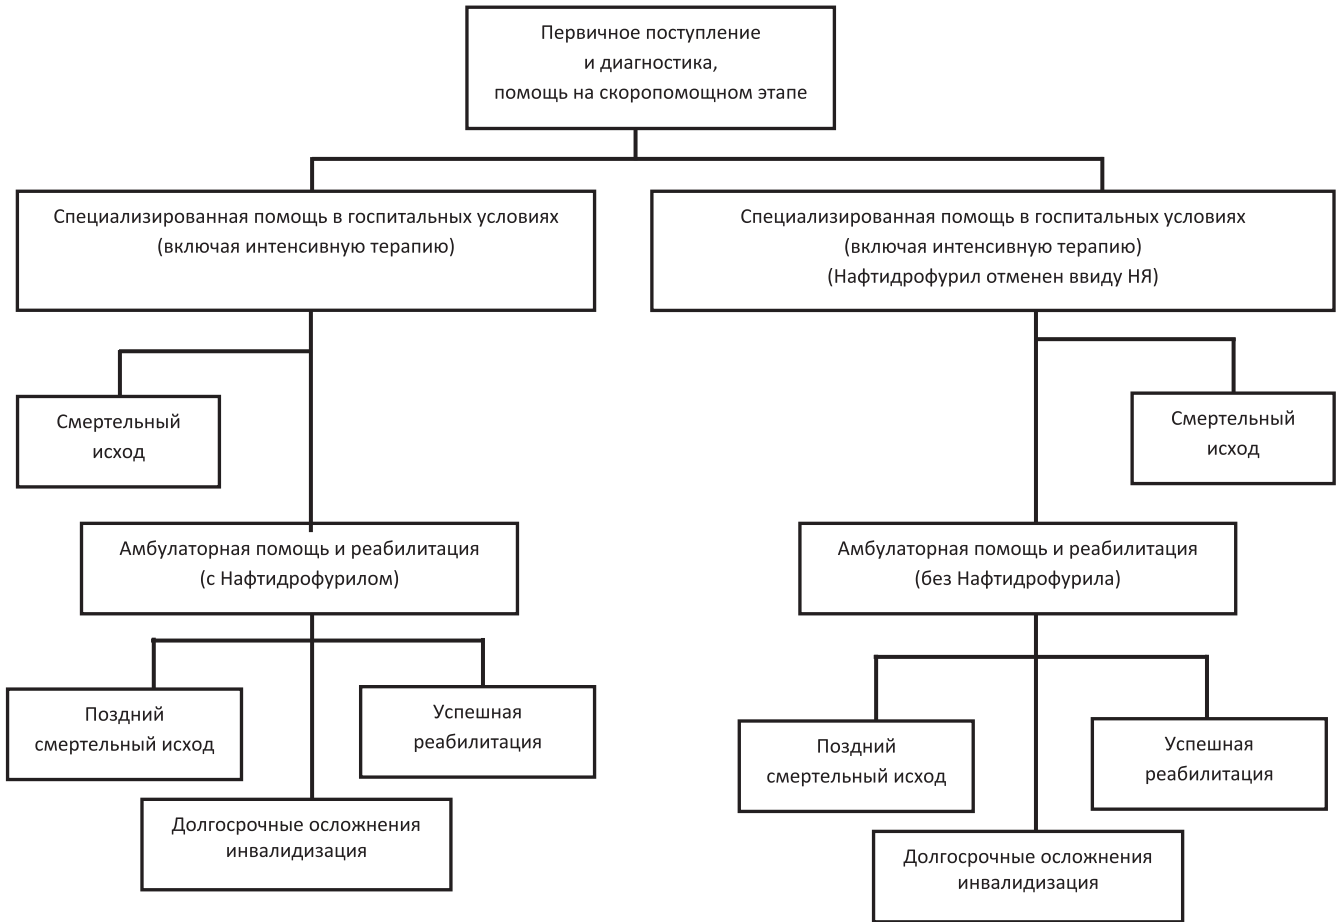 Первичное поступление
и диагностика,
помощь на скоропомощном этапе
Специализированная помощь в госпитальных условиях
(включая интенсивную терапию)
Специализированная помощь в госпитальных условиях
(включая интенсивную терапию)
(Нафтидрофурил отменен ввиду НЯ)
Смертельный
исход
Смертельный
исход
Амбулаторная помощь и реабилитация
(с Нафтидрофурилом)
Амбулаторная помощь и реабилитация
(без Нафтидрофурила)
Поздний
смертельный исход
Успешная
реабилитация
Долгосрочные осложнения
инвалидизация
Поздний
смертельный исход
Успешная
реабилитация
Долгосрочные осложнения
инвалидизация